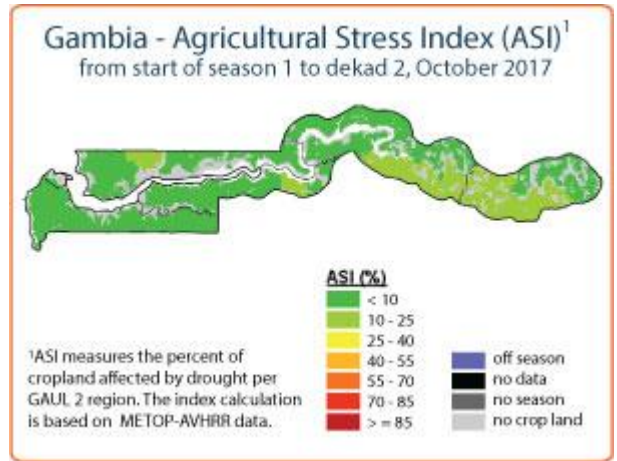 Gambia - Agricultural Stress Index (ASI)¹
from start of season 1 to dekad 2, October 2017
ASI (%)
< 10
10 - 25
25 - 40
40 - 55
55 - 70
70 - 85
> = 85
off season
no data
no season
no crop land
¹ASI measures the percent of
cropland affected by drought per
GAUL 2 region. The index calculation
is based on METOP-AVHRR data.